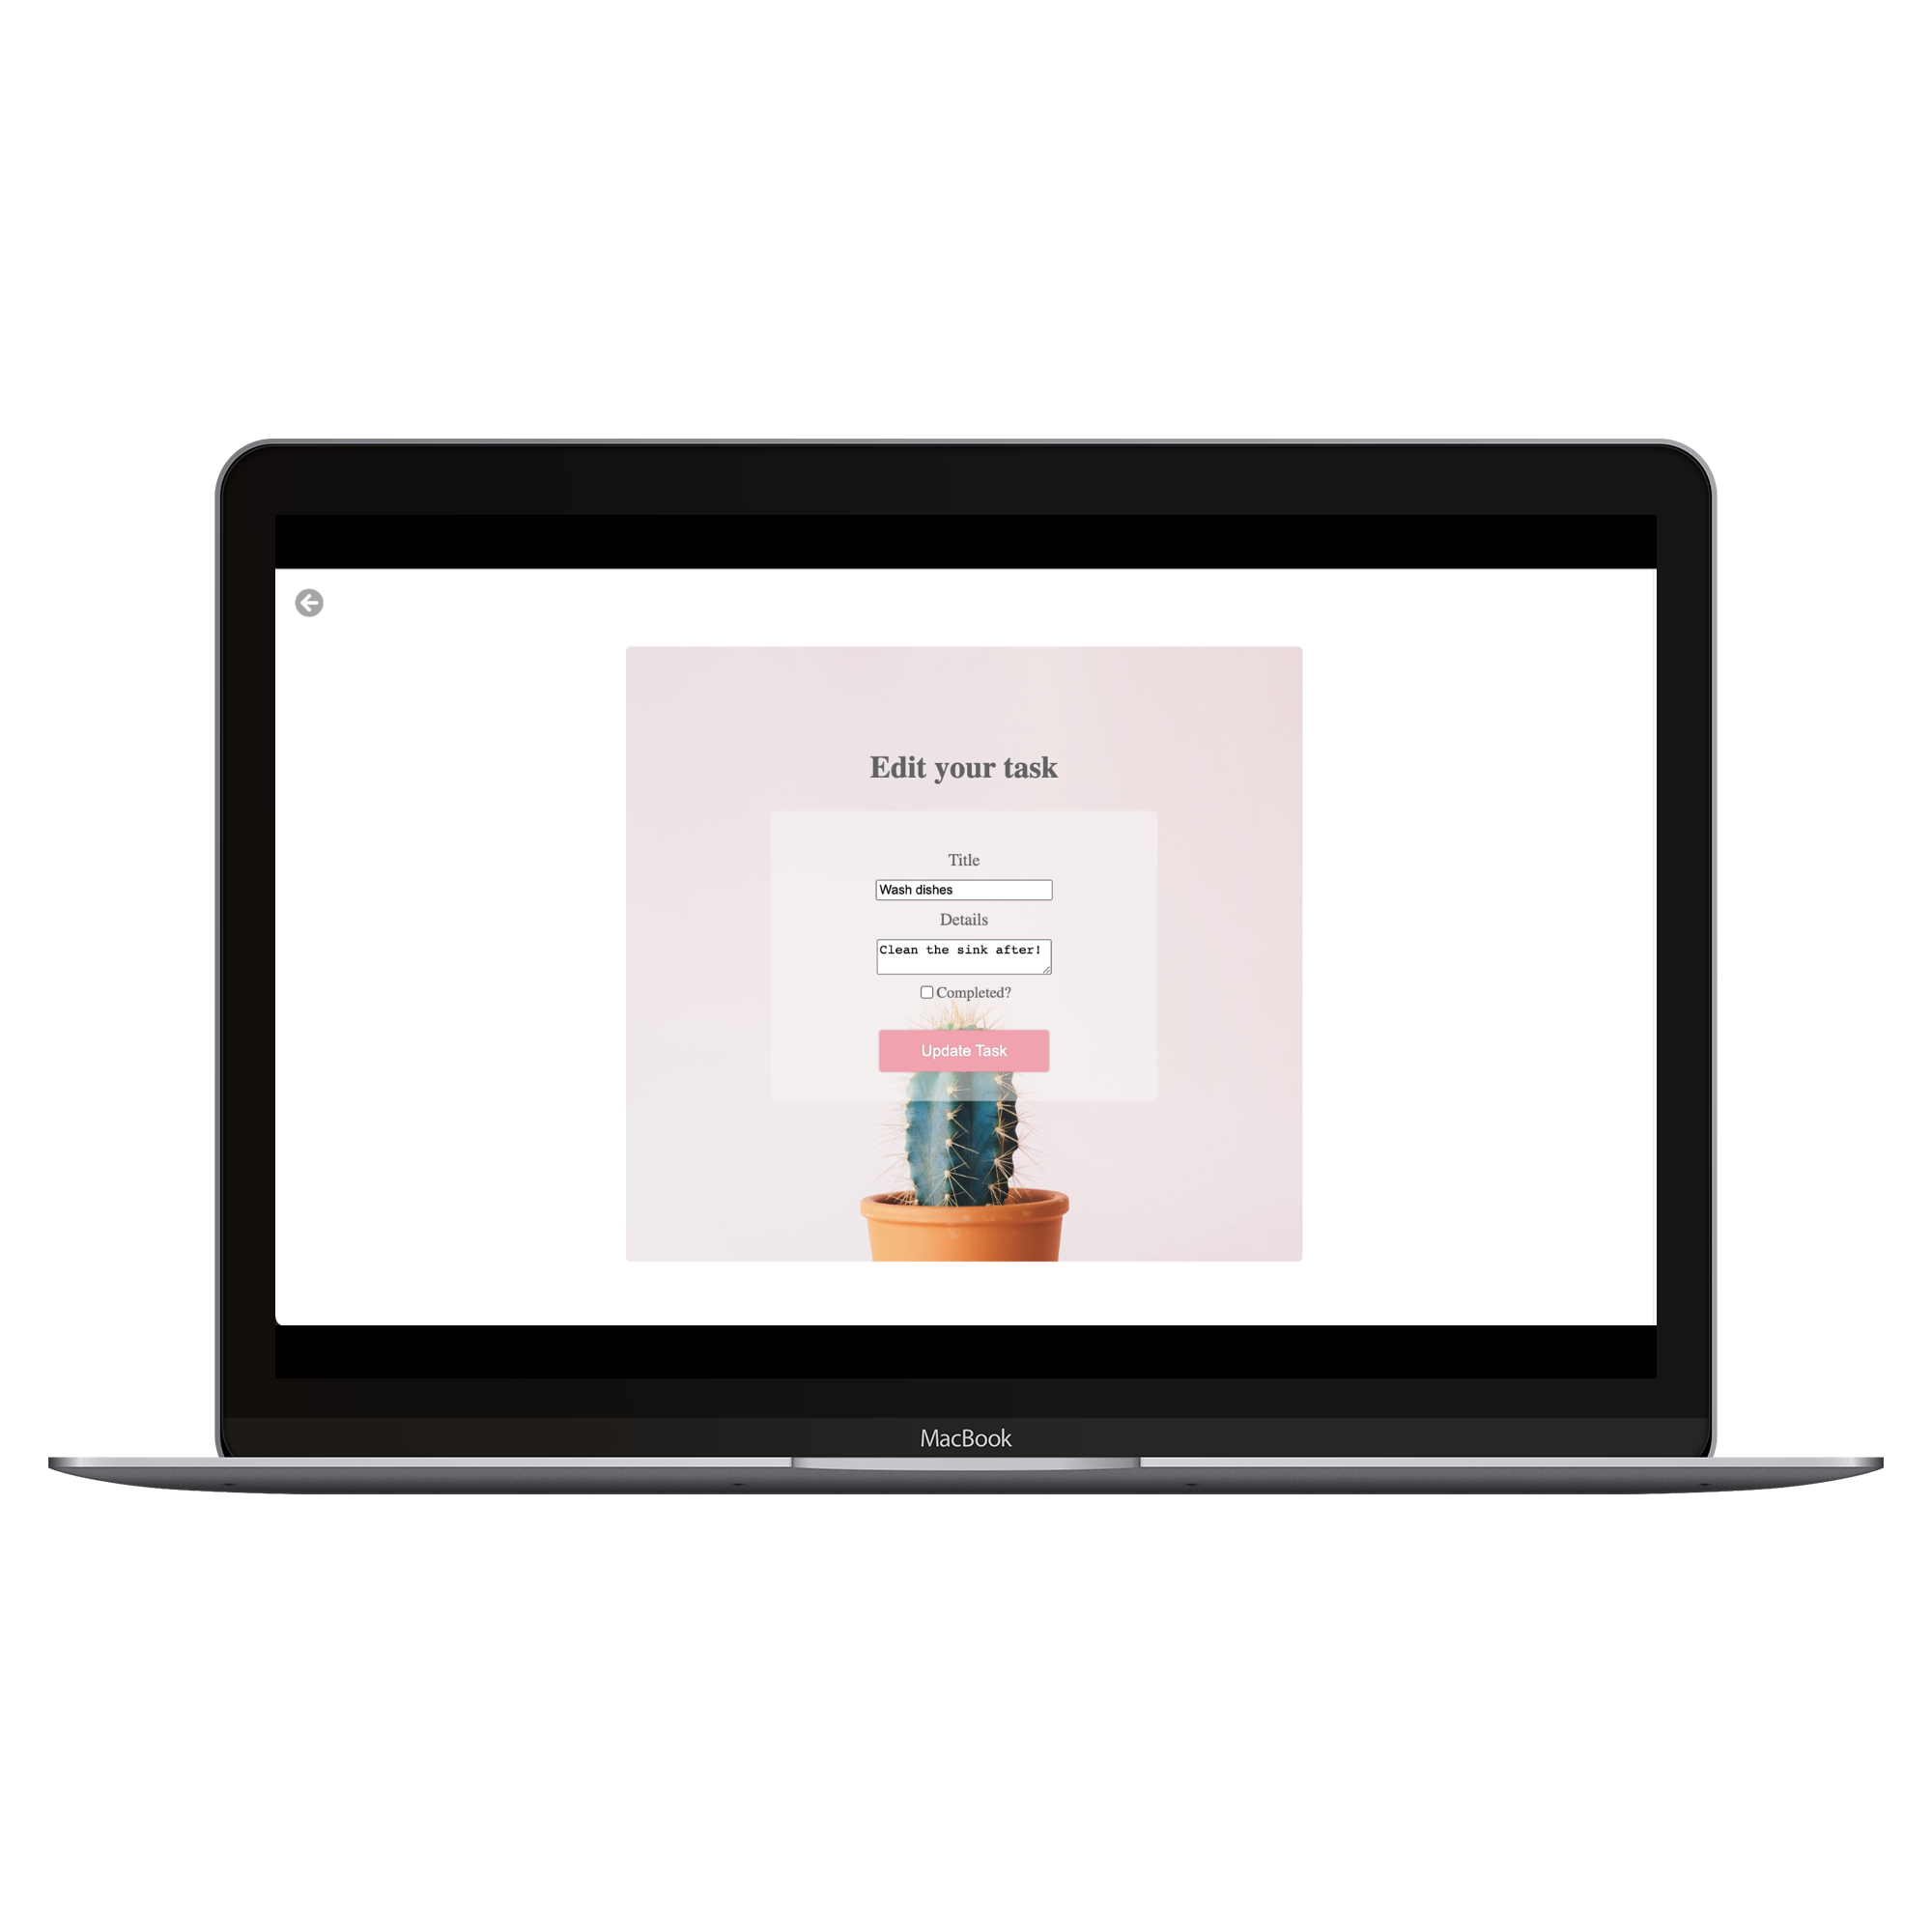 Edit your task
Title
Wash dishes
Details
Clean the sink after!
Completed?
Update Task
MacBook